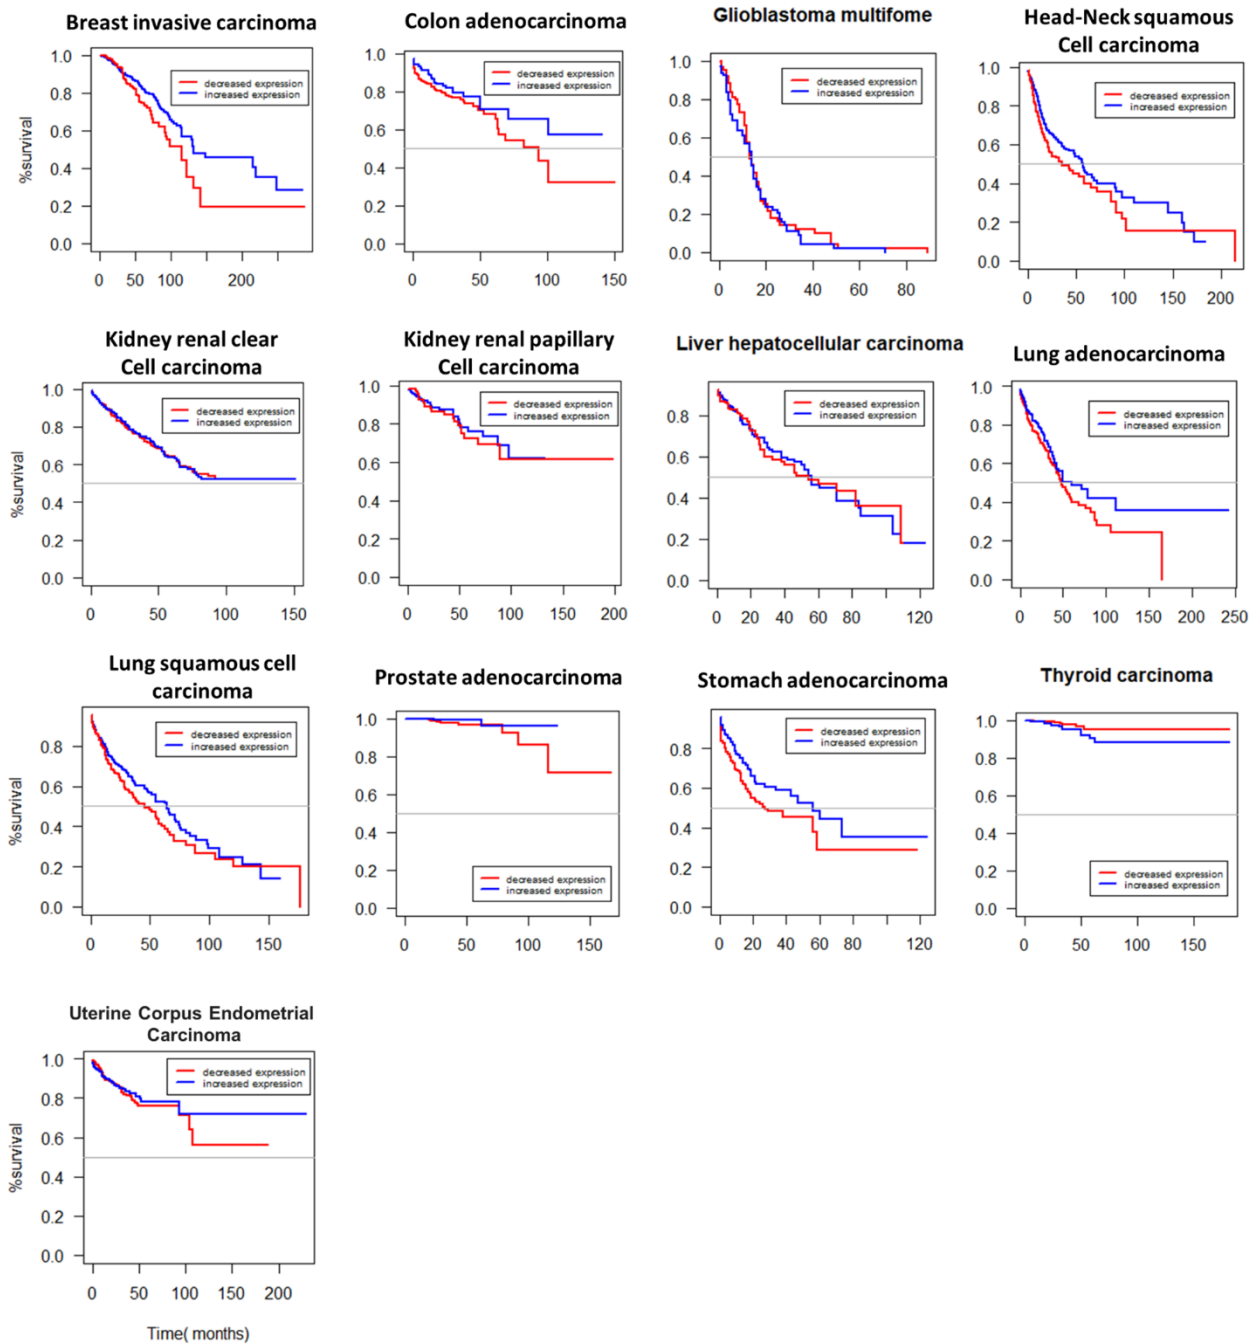 Breast invasive carcinoma
%survival
1.0
0.8
0.6
0.4
0.2
0.0
decreased expression
increased expression
0 50 100 200
Colon adenocarcinoma
1.0
0.8
0.6
0.4
0.2
0.0
decreased expression
increased expression
0 50 100 150
Glioblastoma multifome
1.0
0.8
0.6
0.4
0.2
0.0
decreased expression
increased expression
0 20 40 60 80
Head-Neck squamous
Cell carcinoma
1.0
0.8
0.6
0.4
0.2
0.0
decreased expression
increased expression
0 50 100 150 200
Kidney renal clear
Cell carcinoma
%survival
1.0
0.8
0.6
0.4
0.2
0.0
decreased expression
increased expression
0 50 100 150
Kidney renal papillary
Cell carcinoma
1.0
0.8
0.6
0.4
0.2
0.0
decreased expression
increased expression
0 50 100 150 200
Liver hepatocellular carcinoma
0.8
0.6
0.4
0.2
0.0
decreased expression
increased expression
0 20 40 60 80 120
Lung adenocarcinoma
1.0
0.8
0.6
0.4
0.2
0.0
decreased expression
increased expression
0 50 100 150 200 250
Lung squamous cell
carcinoma
%survival
0.8
0.6
0.4
0.2
0.0
decreased expression
increased expression
0 50 100 150
Prostate adenocarcinoma
1.0
0.8
0.6
0.4
0.2
0.0
decreased expression
increased expression
0 50 100 150
Stomach adenocarcinoma
0.8
0.6
0.4
0.2
0.0
decreased expression
increased expression
0 20 40 60 80 120
Thyroid carcinoma
1.0
0.8
0.6
0.4
0.2
0.0
decreased expression
increased expression
0 50 100 150
Uterine Corpus Endometrial
Carcinoma
%survival
1.0
0.8
0.6
0.4
0.2
0.0
decreased expression
increased expression
0 50 100 150 200
Time( months)